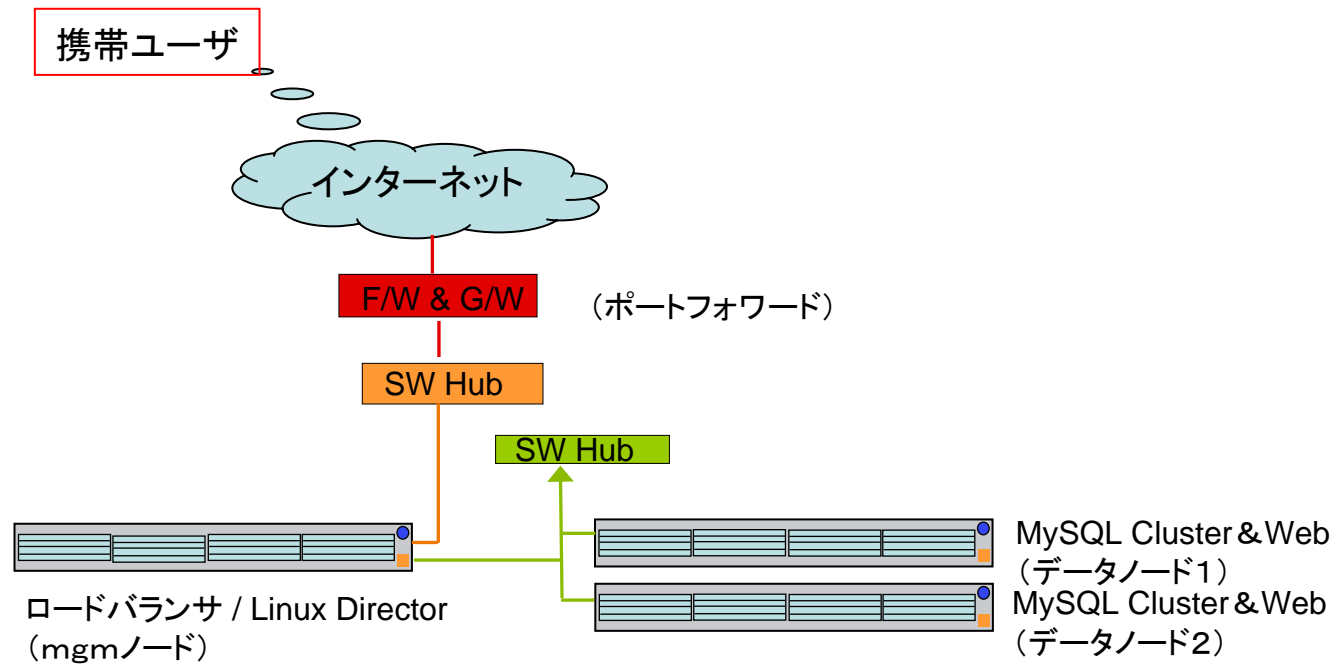 携帯ユーザ
インターネット
F/W & G/W
（ポートフォワード）
SW Hub
SW Hub
MySQL Cluster＆Web
（データノード１）
MySQL Cluster＆Web
（データノード２）
ロードバランサ / Linux Director
（ｍｇｍノード）